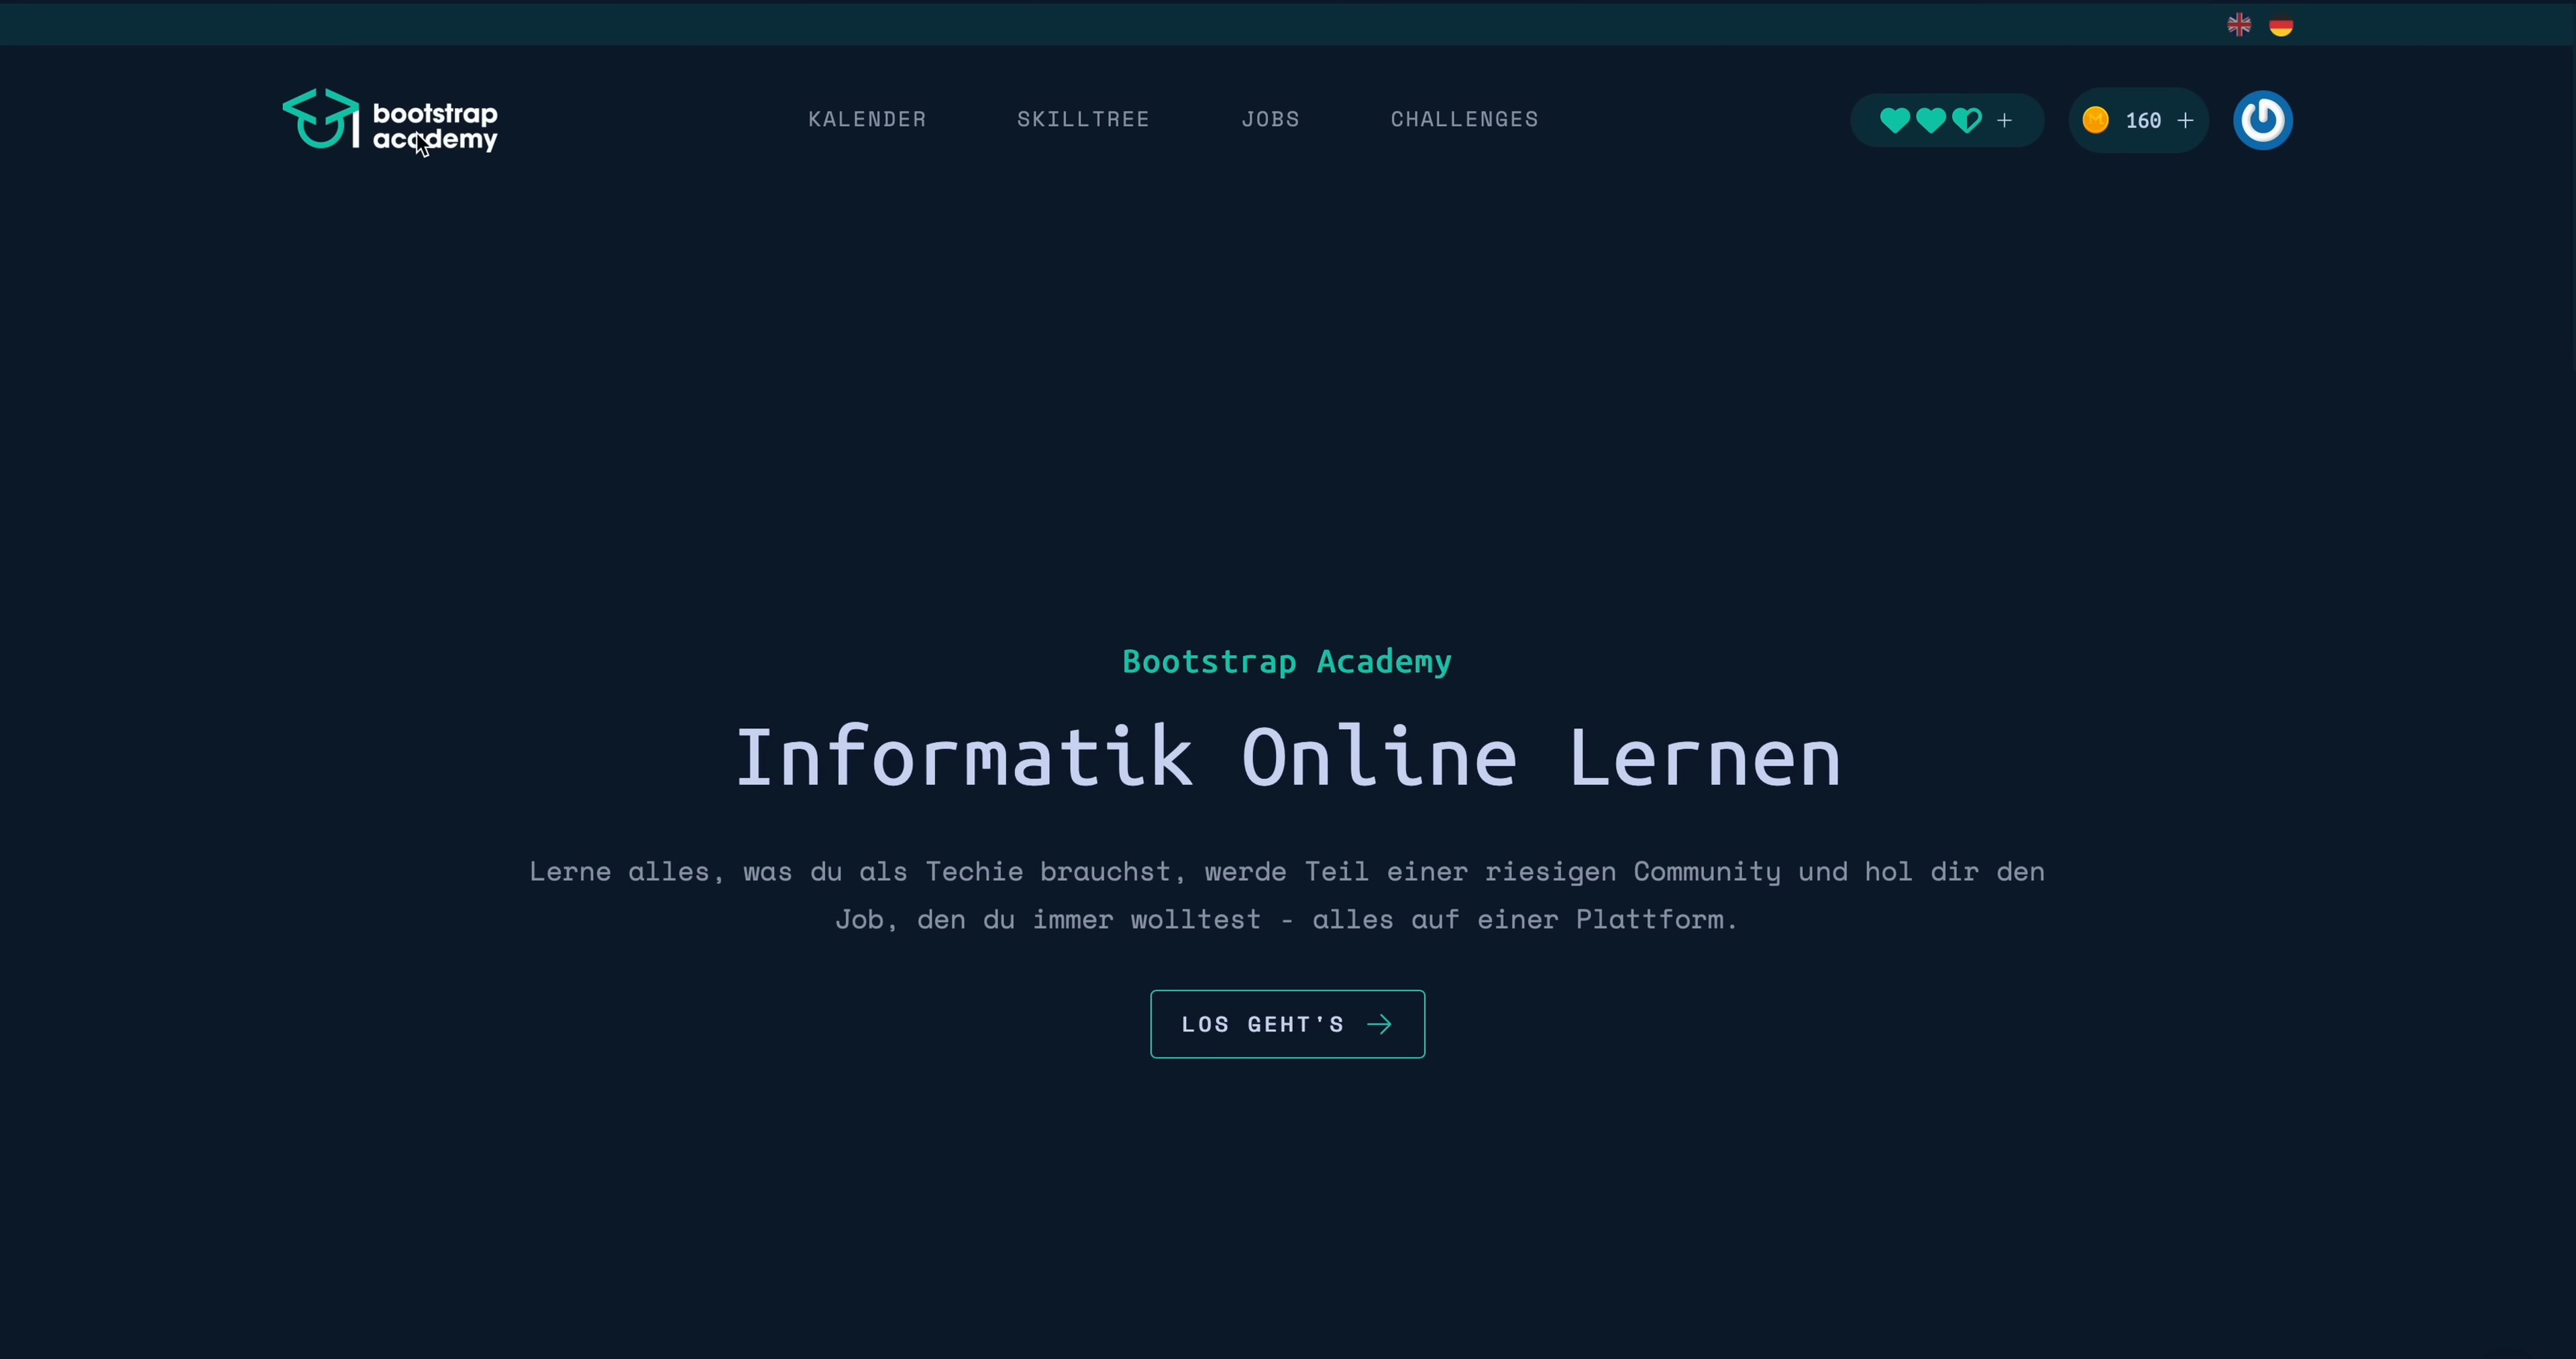 bootstrap
academy
KALENDER SKILLTREE JOBS CHALLENGES
160
Bootstrap Academy
Informatik Online Lernen
Lerne alles, was du als Techie brauchst, werde Teil einer riesigen Community und hol dir den
Job, den du immer wolltest - alles auf einer Plattform.
LOS GEHT'S